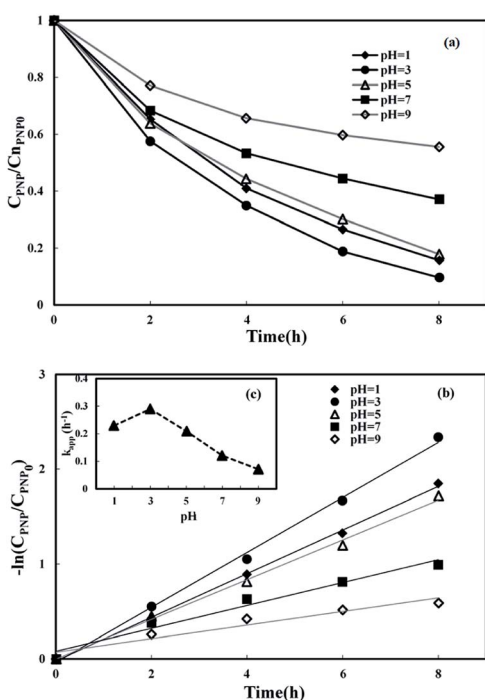 (a)
pH=1
pH=3
pH=5
pH=7
pH=9
C_PNP/Cn_PNP0
1
0.8
0.6
0.4
0.2
0
0 2 4 6 8
Time(h)
(b)
pH=1
pH=3
pH=5
pH=7
pH=9
-ln(C_PNP/C_PNP0)
3
2
1
0
0 2 4 6 8
Time(h)
(c)
k_app (h⁻¹)
0.4
0.3
0.2
0.1
0
1 3 5 7 9
pH